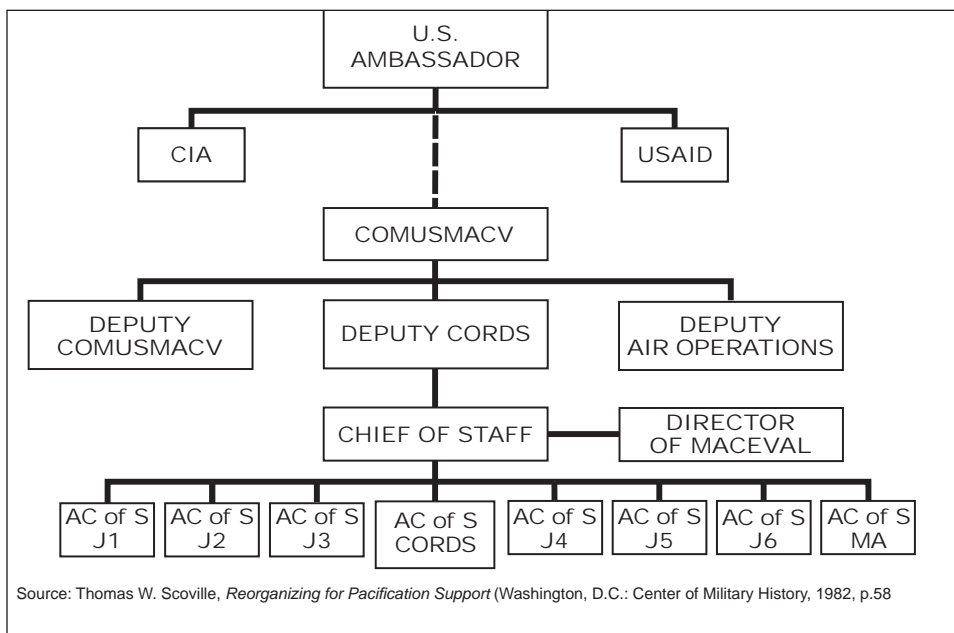 U.S.
AMBASSADOR
CIA
USAID
COMUSMACV
DEPUTY
COMUSMACV
DEPUTY CORDS
DEPUTY
AIR OPERATIONS
CHIEF OF STAFF
DIRECTOR
OF MACEVAL
AC of S
J1
AC of S
J2
AC of S
J3
AC of S
CORDS
AC of S
J4
AC of S
J5
AC of S
J6
AC of S
MA
Source: Thomas W. Scoville, Reorganizing for Pacification Support (Washington, D.C.: Center of Military History, 1982, p.58